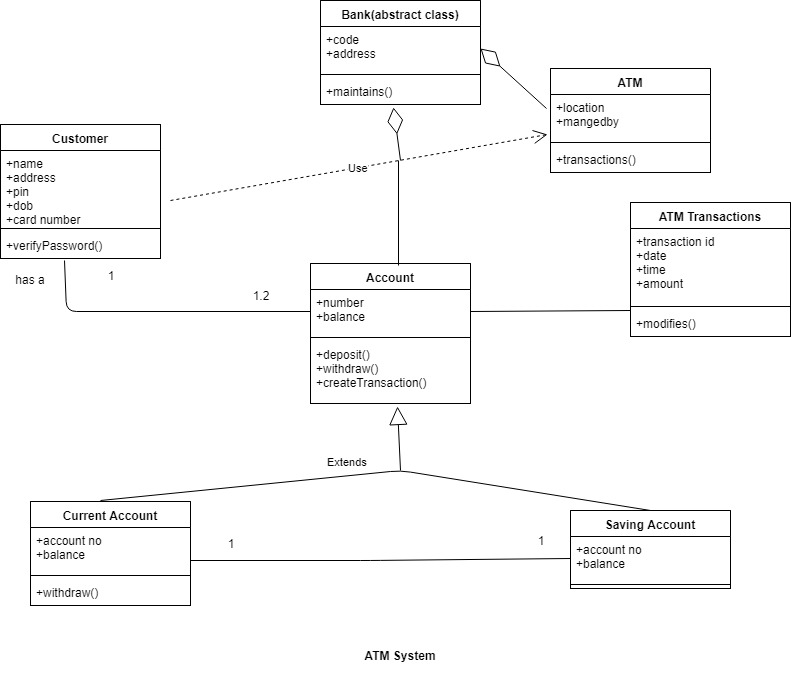 Bank(abstract class)
+code
+address
+maintains()
ATM
+location
+mangedby
+transactions()
Customer
+name
+address
+pin
+dob
+card number
+verifyPassword()
Use
ATM Transactions
+transaction id
+date
+time
+amount
+modifies()
has a
1
1.2
Account
+number
+balance
+deposit()
+withdraw()
+createTransaction()
Extends
Current Account
+account no
+balance
+withdraw()
1
1
Saving Account
+account no
+balance
ATM System